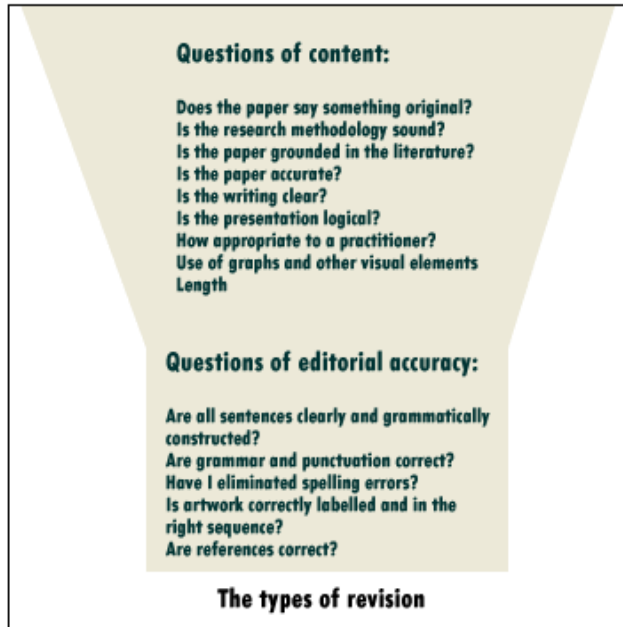 Questions of content:
Does the paper say something original?
Is the research methodology sound?
Is the paper grounded in the literature?
Is the paper accurate?
Is the writing clear?
Is the presentation logical?
How appropriate to a practitioner?
Use of graphs and other visual elements
Length
Questions of editorial accuracy:
Are all sentences clearly and grammatically
constructed?
Are grammar and punctuation correct?
Have I eliminated spelling errors?
Is artwork correctly labelled and in the
right sequence?
Are references correct?
The types of revision